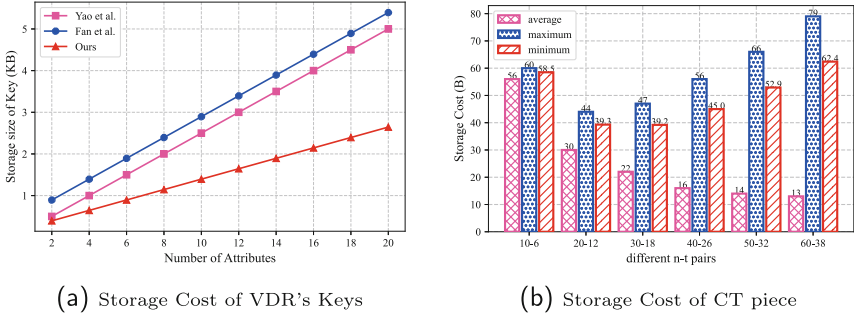 Yao et al.
Fan et al.
Ours
Storage size of Key (KB)
5
4
3
2
1
2 4 6 8 10 12 14 16 18 20
Number of Attributes
(a) Storage Cost of VDR's Keys
average
maximum
minimum
Storage Cost (B)
80
70
60
50
40
30
20
10
0
56 60 58.5
30 44 39.3
22 47 39.2
16 56 45.0
14 66 52.9
13 79 62.4
10-6 20-12 30-18 40-26 50-32 60-38
different n-t pairs
(b) Storage Cost of CT piece